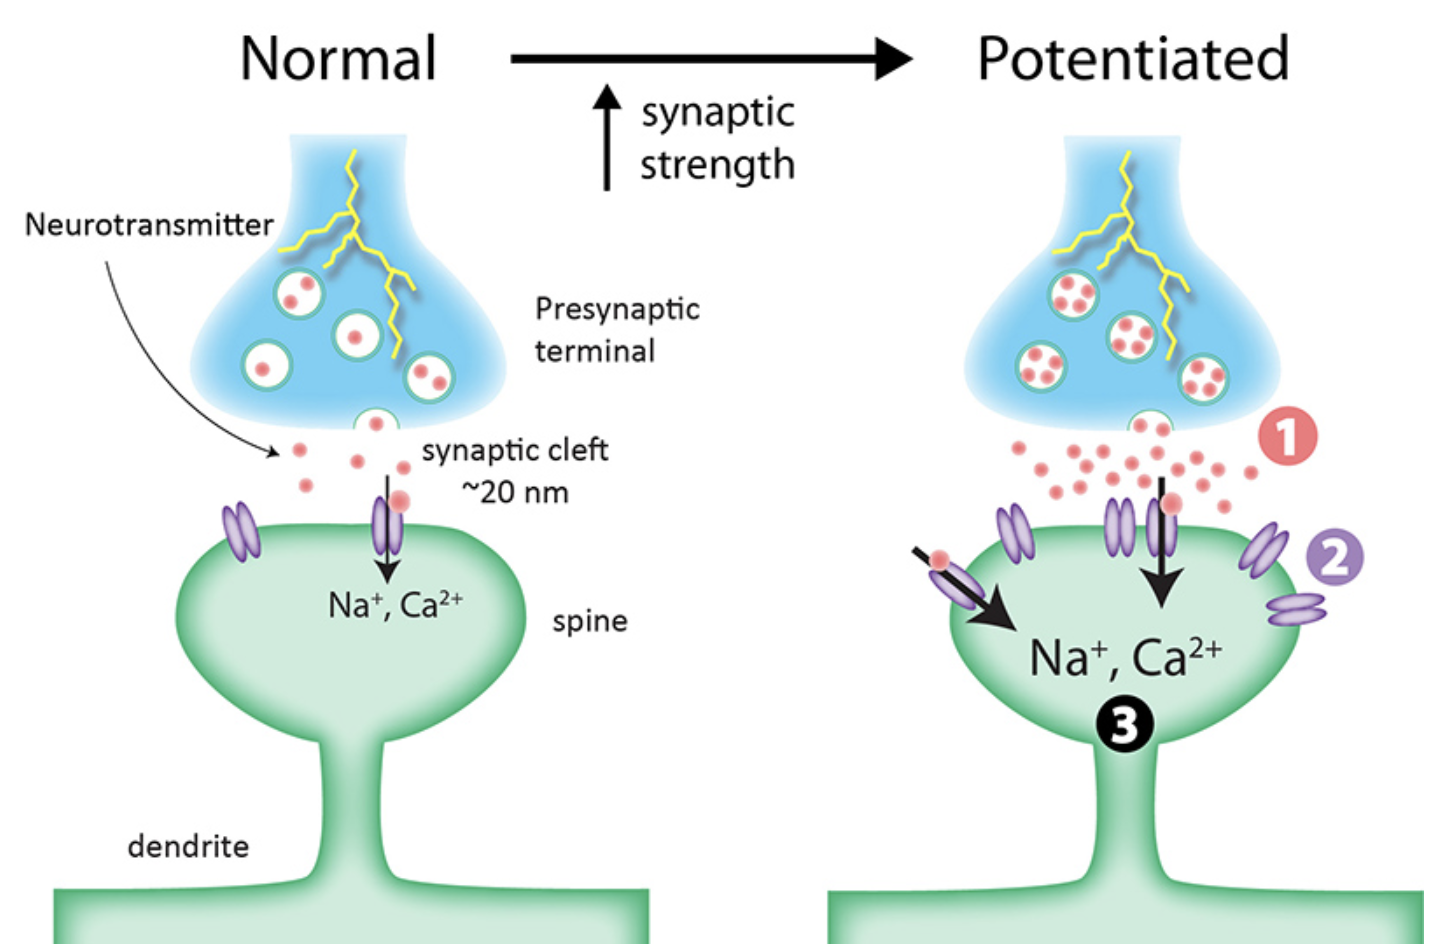 Normal
Potentiated
synaptic
strength
Neurotransmitter
Presynaptic
terminal
synaptic cleft
~20 nm
Na⁺, Ca²⁺
spine
dendrite
1
2
Na⁺, Ca²⁺
3